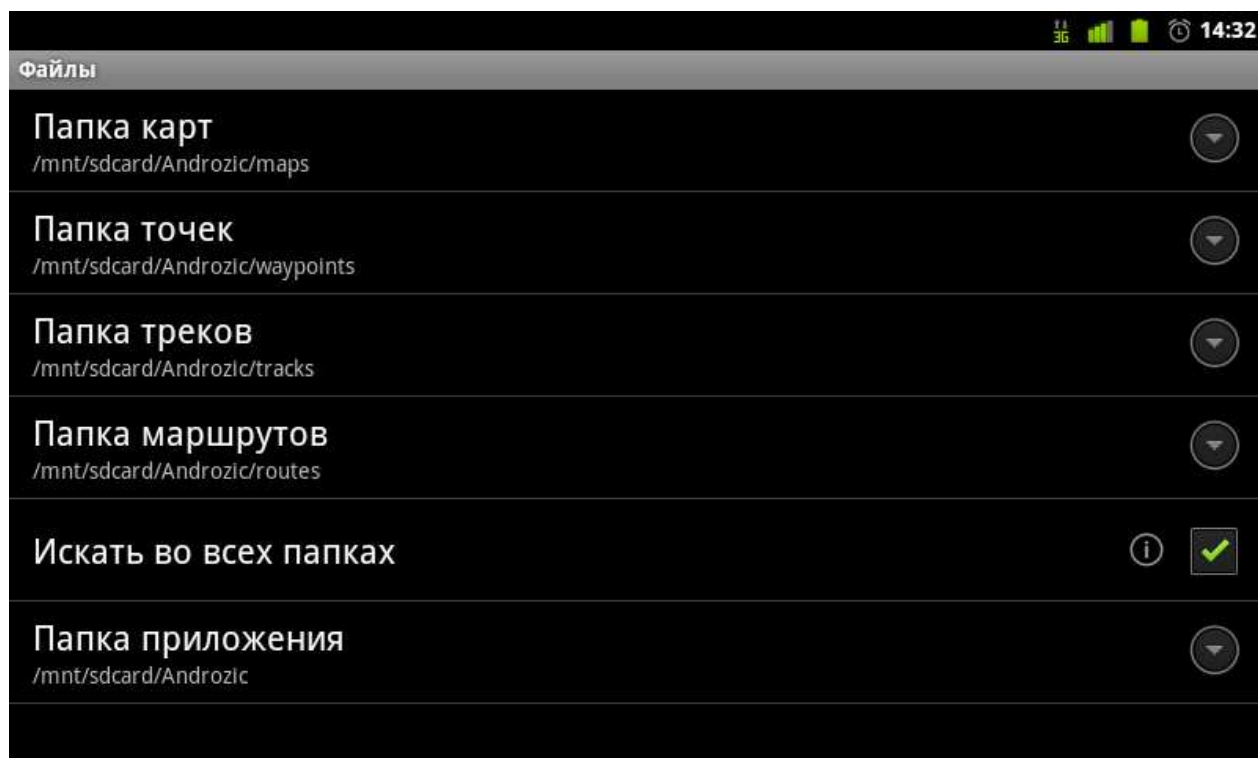 3G 14:32
Файлы
Папка карт
/mnt/sdcard/Androzic/maps
Папка точек
/mnt/sdcard/Androzic/waypoints
Папка треков
/mnt/sdcard/Androzic/tracks
Папка маршрутов
/mnt/sdcard/Androzic/routes
Искать во всех папках
Папка приложения
/mnt/sdcard/Androzic